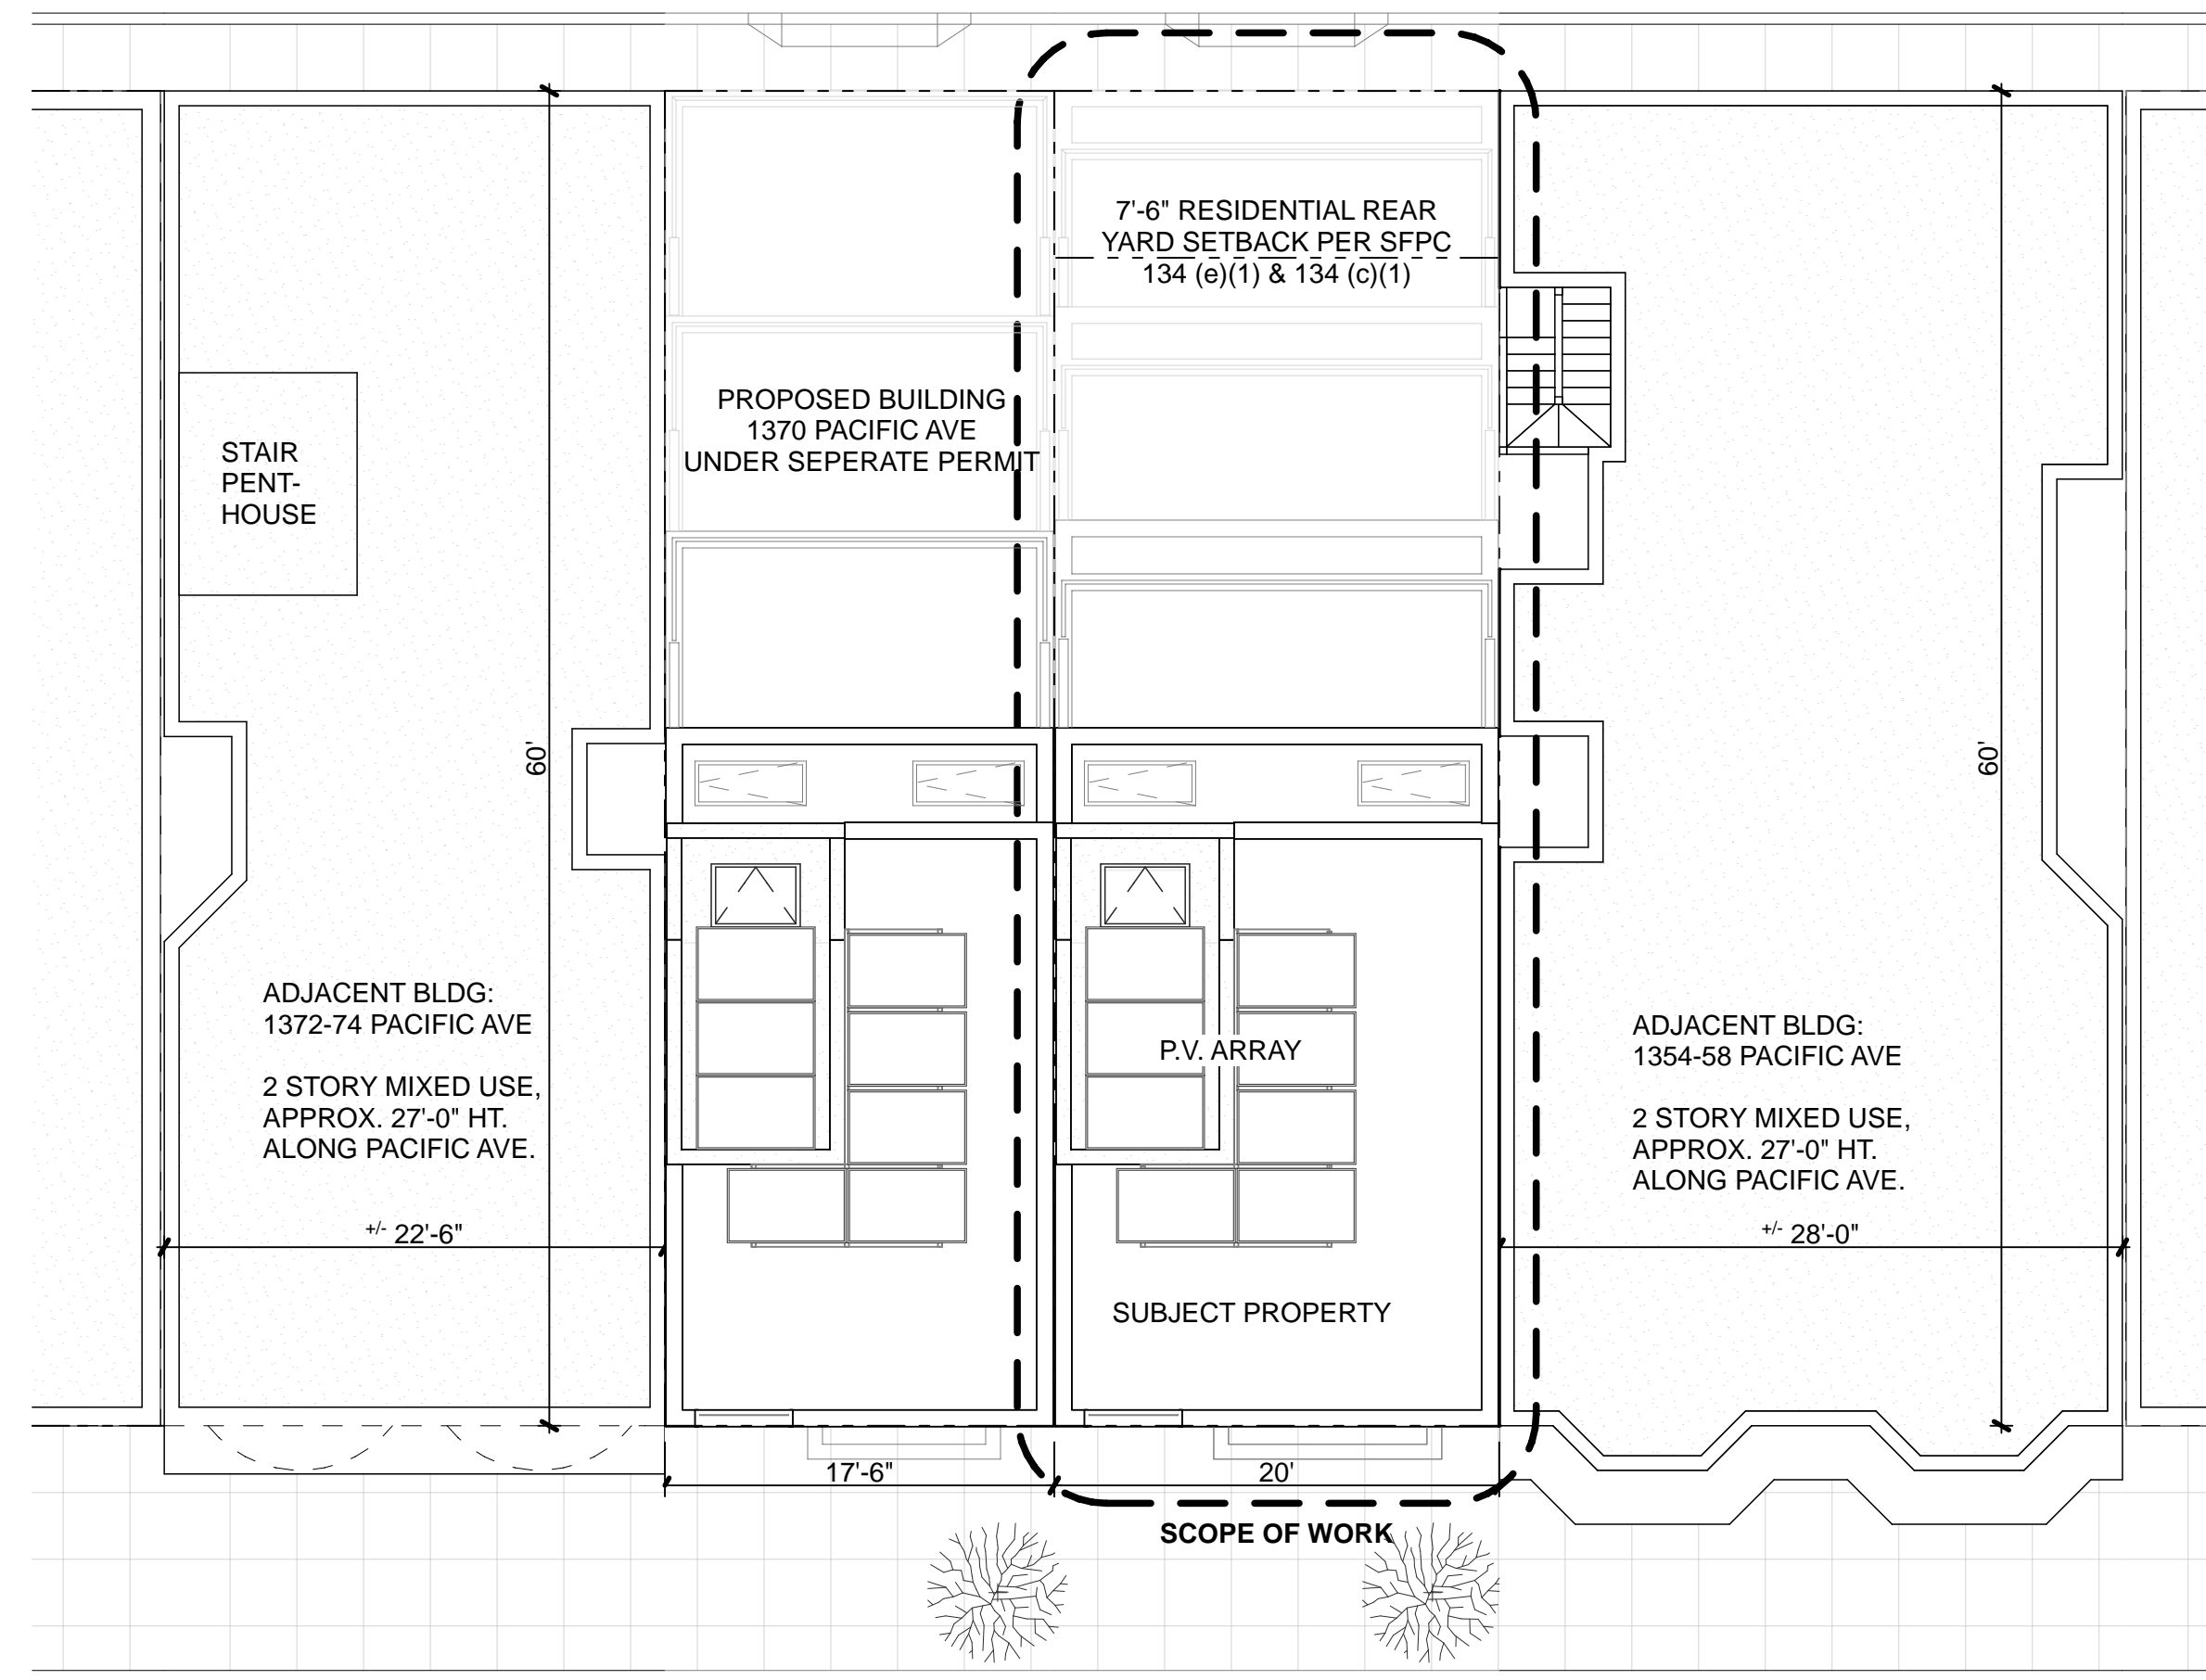 7'-6" RESIDENTIAL REAR
YARD SETBACK PER SFPC
134 (e)(1) & 134 (c)(1)
PROPOSED BUILDING
1370 PACIFIC AVE
UNDER SEPERATE PERMIT
STAIR
PENT-
HOUSE
60'
60'
ADJACENT BLDG:
1372-74 PACIFIC AVE
2 STORY MIXED USE,
APPROX. 27'-0" HT.
ALONG PACIFIC AVE.
+/- 22'-6"
P.V. ARRAY
ADJACENT BLDG:
1354-58 PACIFIC AVE
2 STORY MIXED USE,
APPROX. 27'-0" HT.
ALONG PACIFIC AVE.
+/- 28'-0"
SUBJECT PROPERTY
17'-6"
20'
SCOPE OF WORK